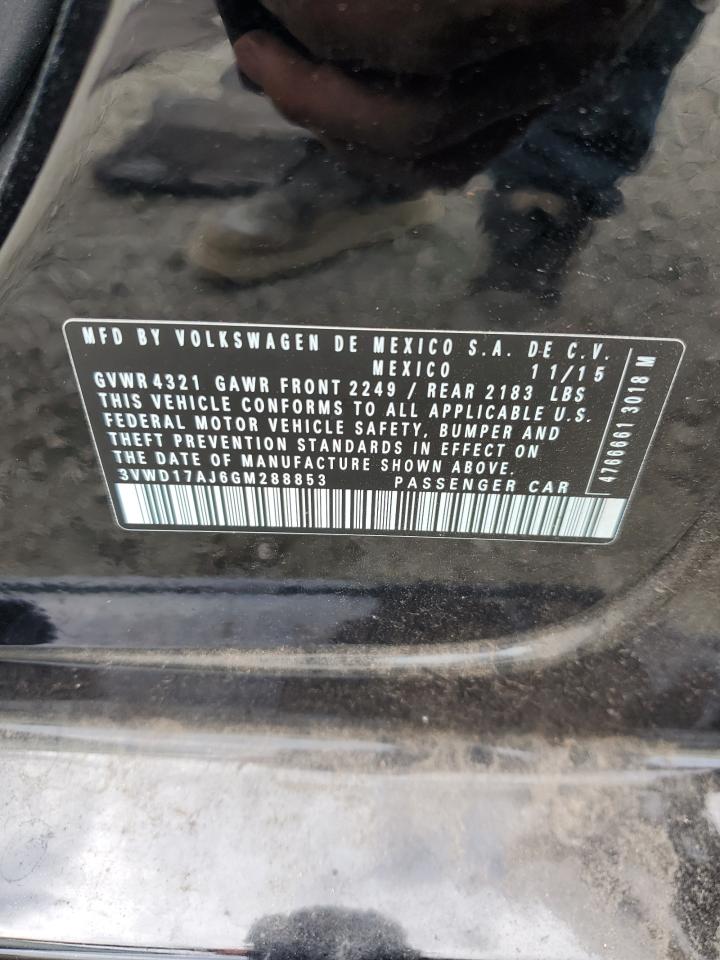 MFD BY VOLKSWAGEN DE MEXICO S.A. DE C.V.
MEXICO 11/15
GVWR 4321 GAWR FRONT 2249 / REAR 2183 LBS
THIS VEHICLE CONFORMS TO ALL APPLICABLE U.S.
FEDERAL MOTOR VEHICLE SAFETY, BUMPER AND
THEFT PREVENTION STANDARDS IN EFFECT ON
THE DATE OF MANUFACTURE SHOWN ABOVE.
3VWD17AJ6GM288853 PASSENGER CAR
4766661 3018 M